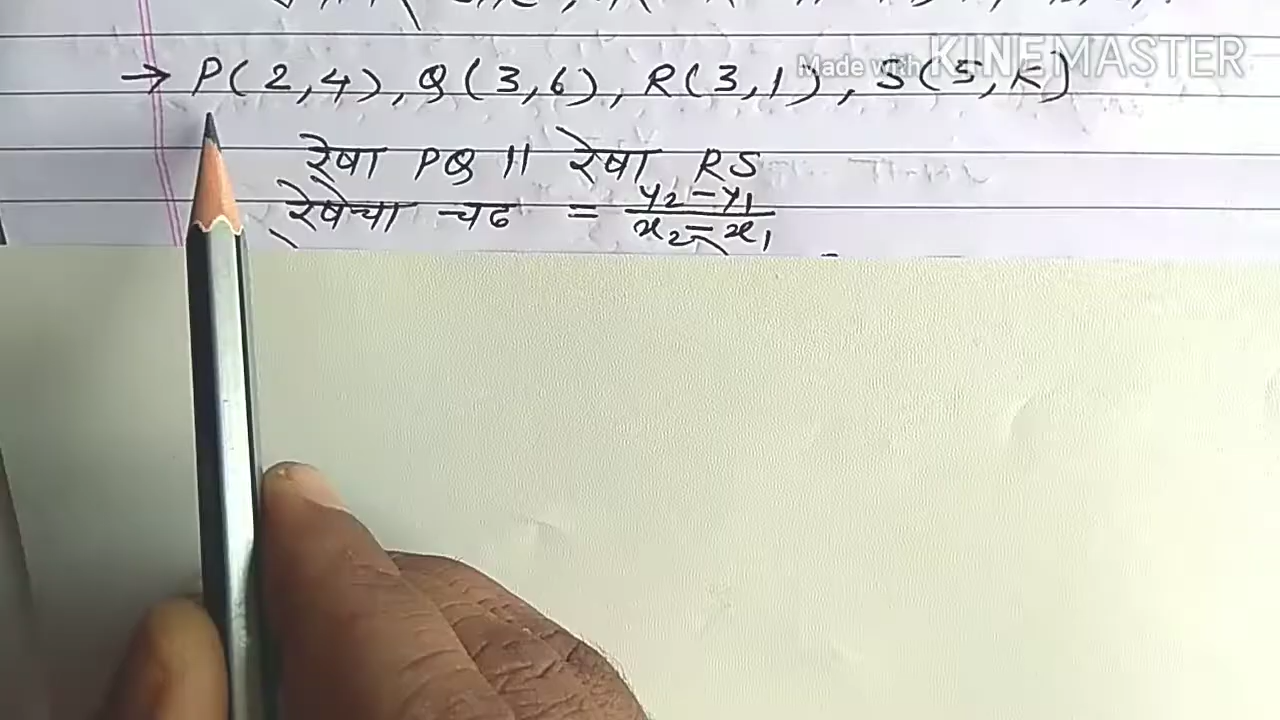 → P(2,4), Q(3,6), R(3,1), S(5,K)
Made with KINEMASTER
रेषा PQ || रेषा RS
रेषेचा चढ = y₂-y₁/x₂-x₁